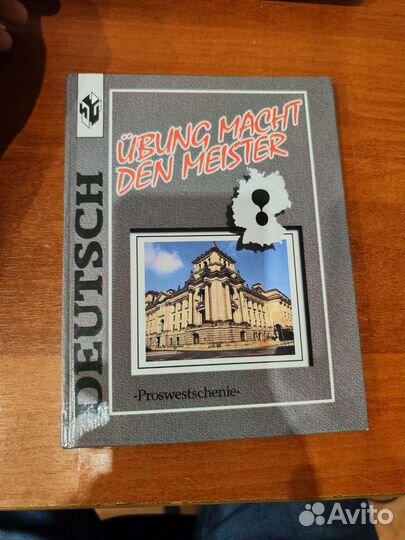 ÜBUNG MACHT
DEN MEISTER
DEUTSCH
•Proswestschenie•
Avito